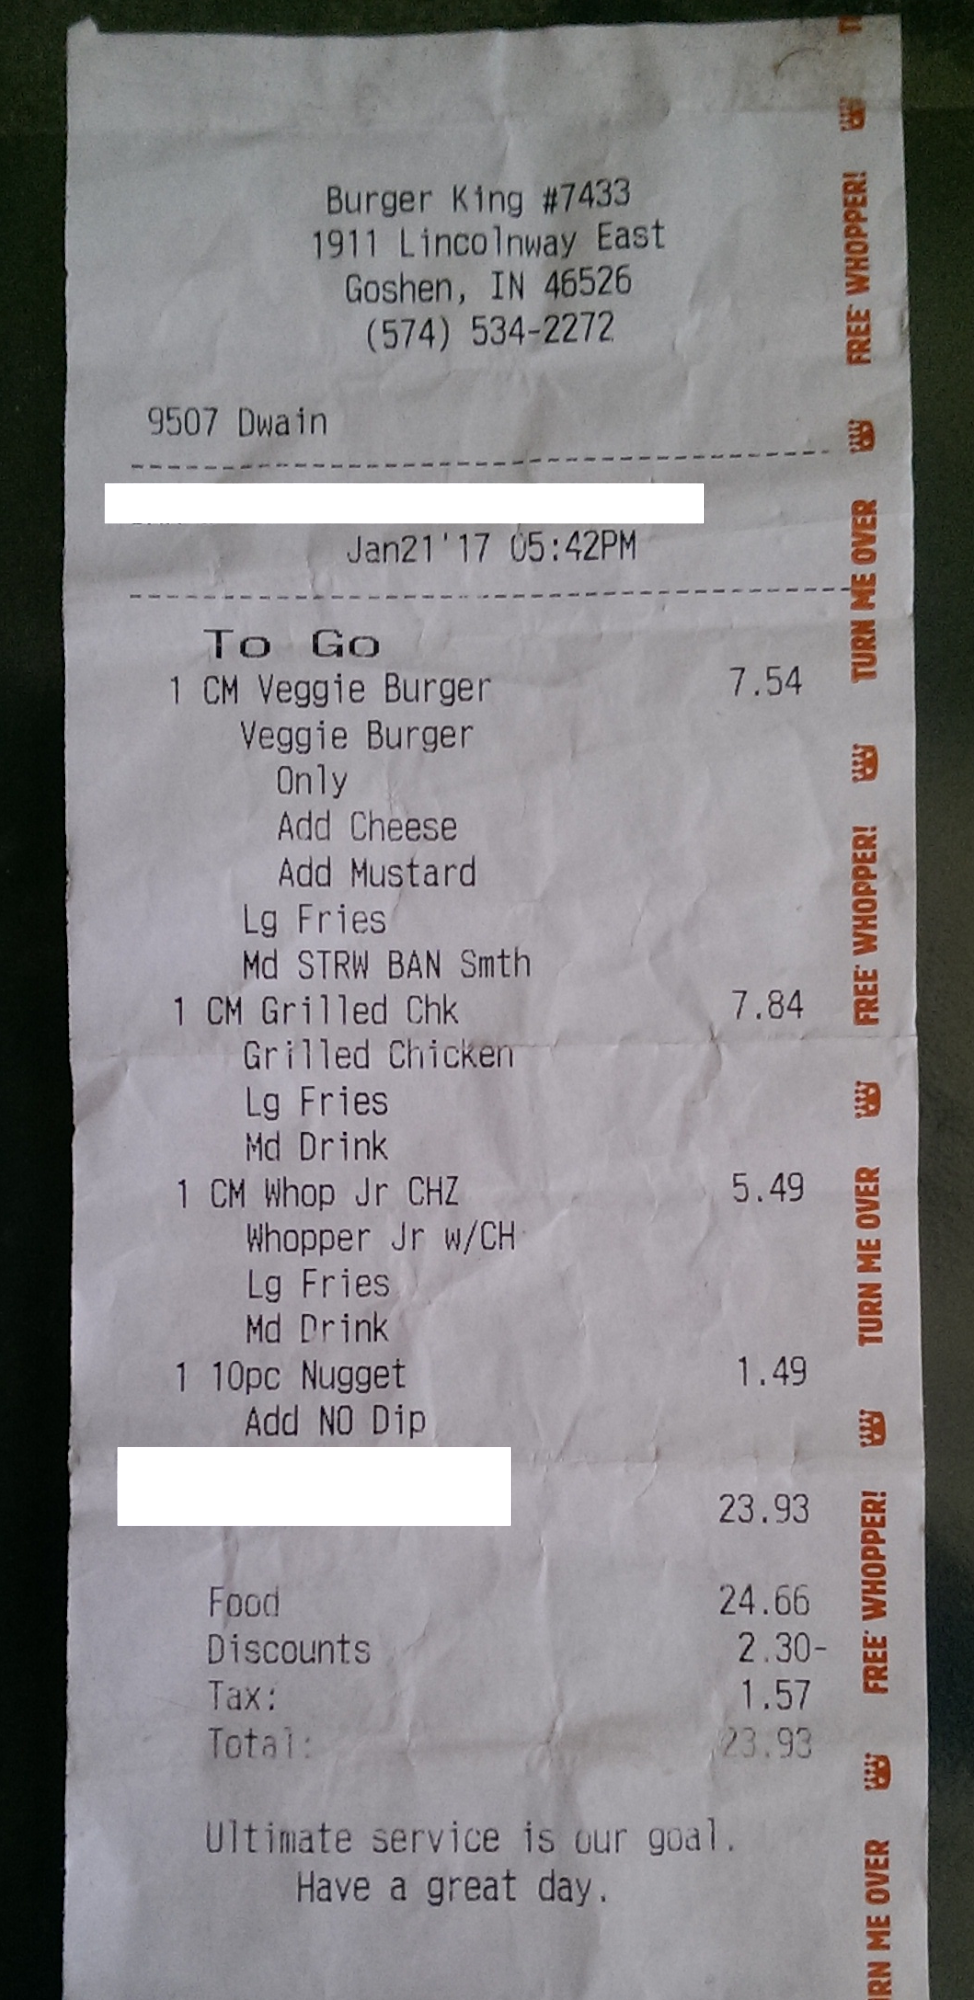 Burger King #7433
1911 Lincolnway East
Goshen, IN 46526
(574) 534-2272
9507 Dwain
Jan21'17 05:42PM
To Go
1 CM Veggie Burger 7.54
Veggie Burger
Only
Add Cheese
Add Mustard
Lg Fries
Md STRW BAN Smth
1 CM Grilled Chk 7.84
Grilled Chicken
Lg Fries
Md Drink
1 CM Whop Jr CHZ 5.49
Whopper Jr w/CH
Lg Fries
Md Drink
1 10pc Nugget 1.49
Add NO Dip
23.93
Food 24.66
Discounts 2.30-
Tax: 1.57
Total: 23.93
Ultimate service is our goal.
Have a great day.
FREE WHOPPER!
TURN ME OVER
FREE WHOPPER!
TURN ME OVER
FREE WHOPPER!
RN ME OVER